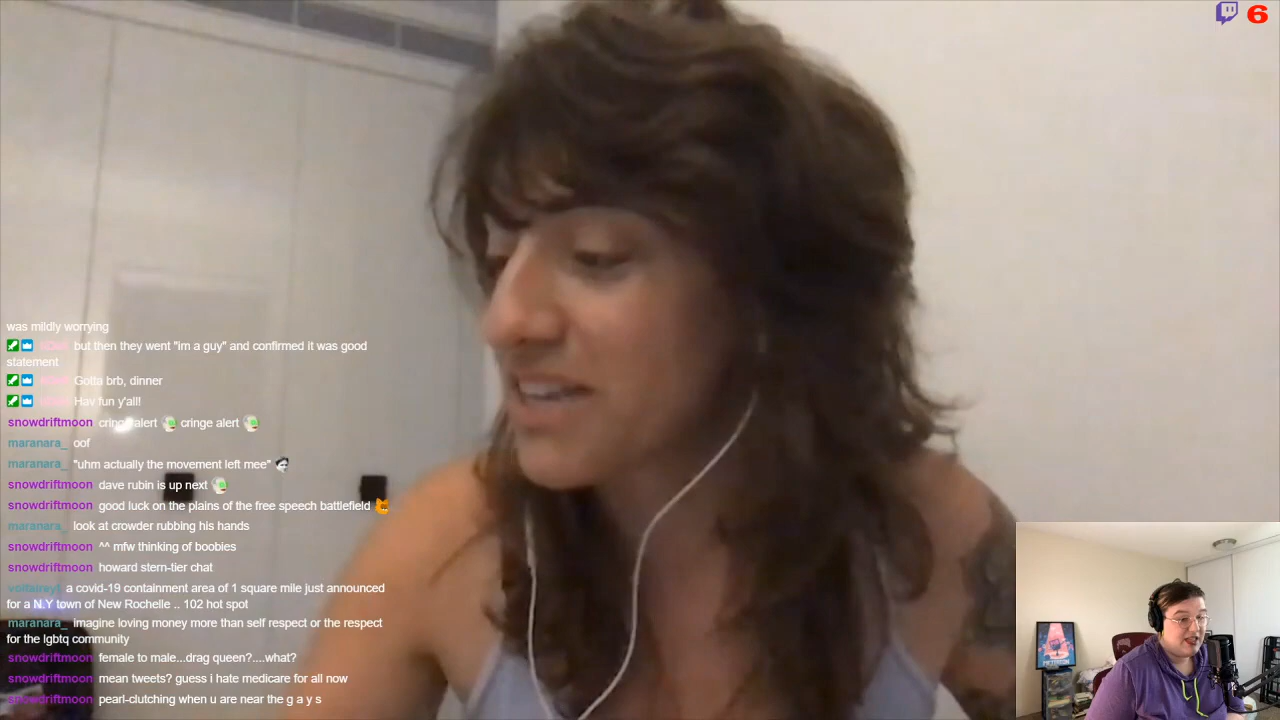 6
was mildly worrying
but then they went "im a guy" and confirmed it was good
statement
Gotta brb, dinner
Hav fun y'all!
snowdriftmoon cringe alert cringe alert
maranara_ oof
maranara_ "uhm actually the movement left mee"
snowdriftmoon dave rubin is up next
snowdriftmoon good luck on the plains of the free speech battlefield
maranara_ look at crowder rubbing his hands
snowdriftmoon ^^ mfw thinking of boobies
snowdriftmoon howard stern-tier chat
a covid-19 containment area of 1 square mile just announced
for a N.Y town of New Rochelle .. 102 hot spot
maranara_ imagine loving money more than self respect or the respect
for the lgbtq community
snowdriftmoon female to male...drag queen?....what?
snowdriftmoon mean tweets? guess i hate medicare for all now
snowdriftmoon pearl-clutching when u are near the g a y s